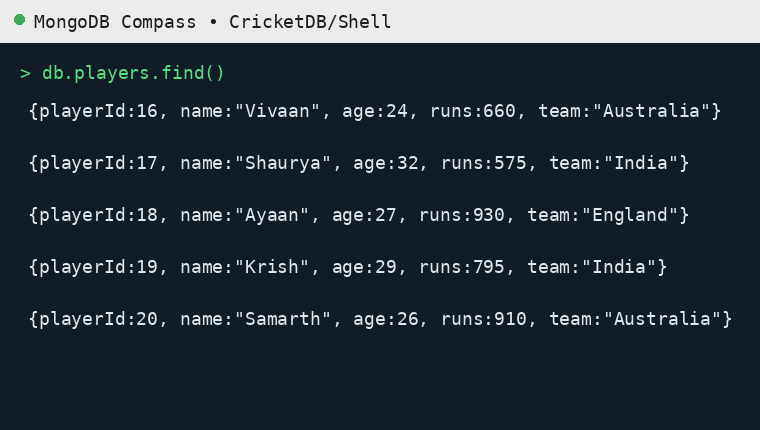 MongoDB Compass • CricketDB/Shell
> db.players.find()
{playerId:16, name:"Vivaan", age:24, runs:660, team:"Australia"}
{playerId:17, name:"Shaurya", age:32, runs:575, team:"India"}
{playerId:18, name:"Ayaan", age:27, runs:930, team:"England"}
{playerId:19, name:"Krish", age:29, runs:795, team:"India"}
{playerId:20, name:"Samarth", age:26, runs:910, team:"Australia"}